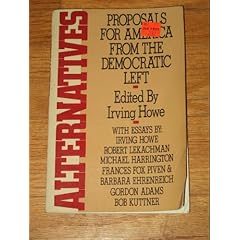 ALTERNATIVES
PROPOSALS
FOR AMERICA
FROM THE
DEMOCRATIC
LEFT
Edited By
Irving Howe
WITH ESSAYS BY:
IRVING HOWE
ROBERT LEKACHMAN
MICHAEL HARRINGTON
FRANCES FOX PIVEN &
BARBARA EHRENREICH
GORDON ADAMS
BOB KUTTNER